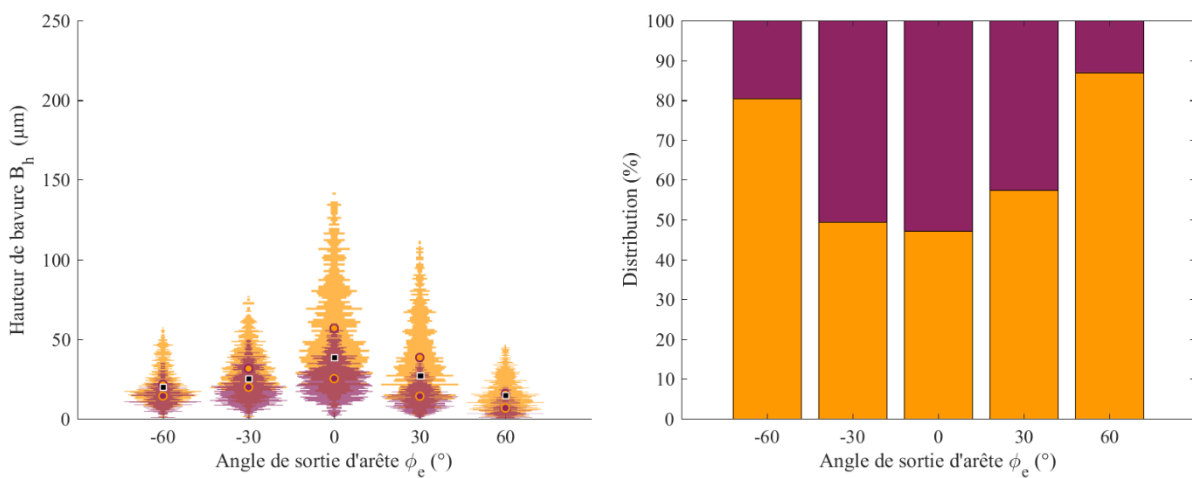 Hauteur de bavure B_h (μm)
250
200
150
100
50
0
-60 -30 0 30 60
Angle de sortie d'arête ϕ_e (°)
Distribution (%)
100
90
80
70
60
50
40
30
20
10
0
-60 -30 0 30 60
Angle de sortie d'arête ϕ_e (°)